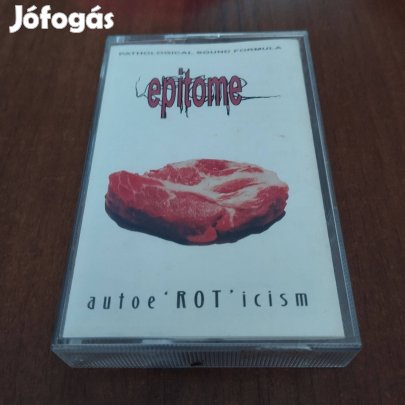 Jófogás
PATHOLOGICAL SOUND FORMULA
epitome
autoe'ROT'icism